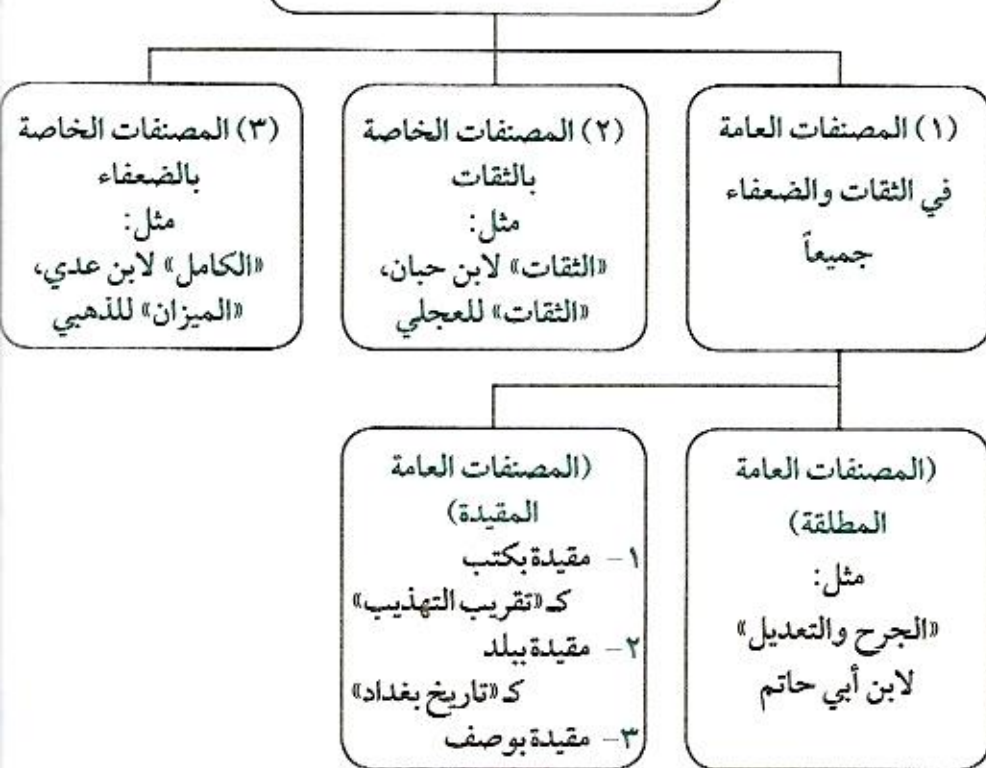 (١) المصنفات العامة
في الثقات والضعفاء
جميعاً
(٢) المصنفات الخاصة
بالثقات
مثل:
«الثقات» لابن حبان،
«الثقات» للعجلي
(٣) المصنفات الخاصة
بالضعفاء
مثل:
«الكامل» لابن عدي،
«الميزان» للذهبي
(المصنفات العامة
المطلقة)
مثل:
«الجرح والتعديل»
لابن أبي حاتم
(المصنفات العامة
المقيدة)
١- مقيدة بكتب
كـ«تقريب التهذيب»
٢- مقيدة ببلد
كـ«تاريخ بغداد»
٣- مقيدة بوصف